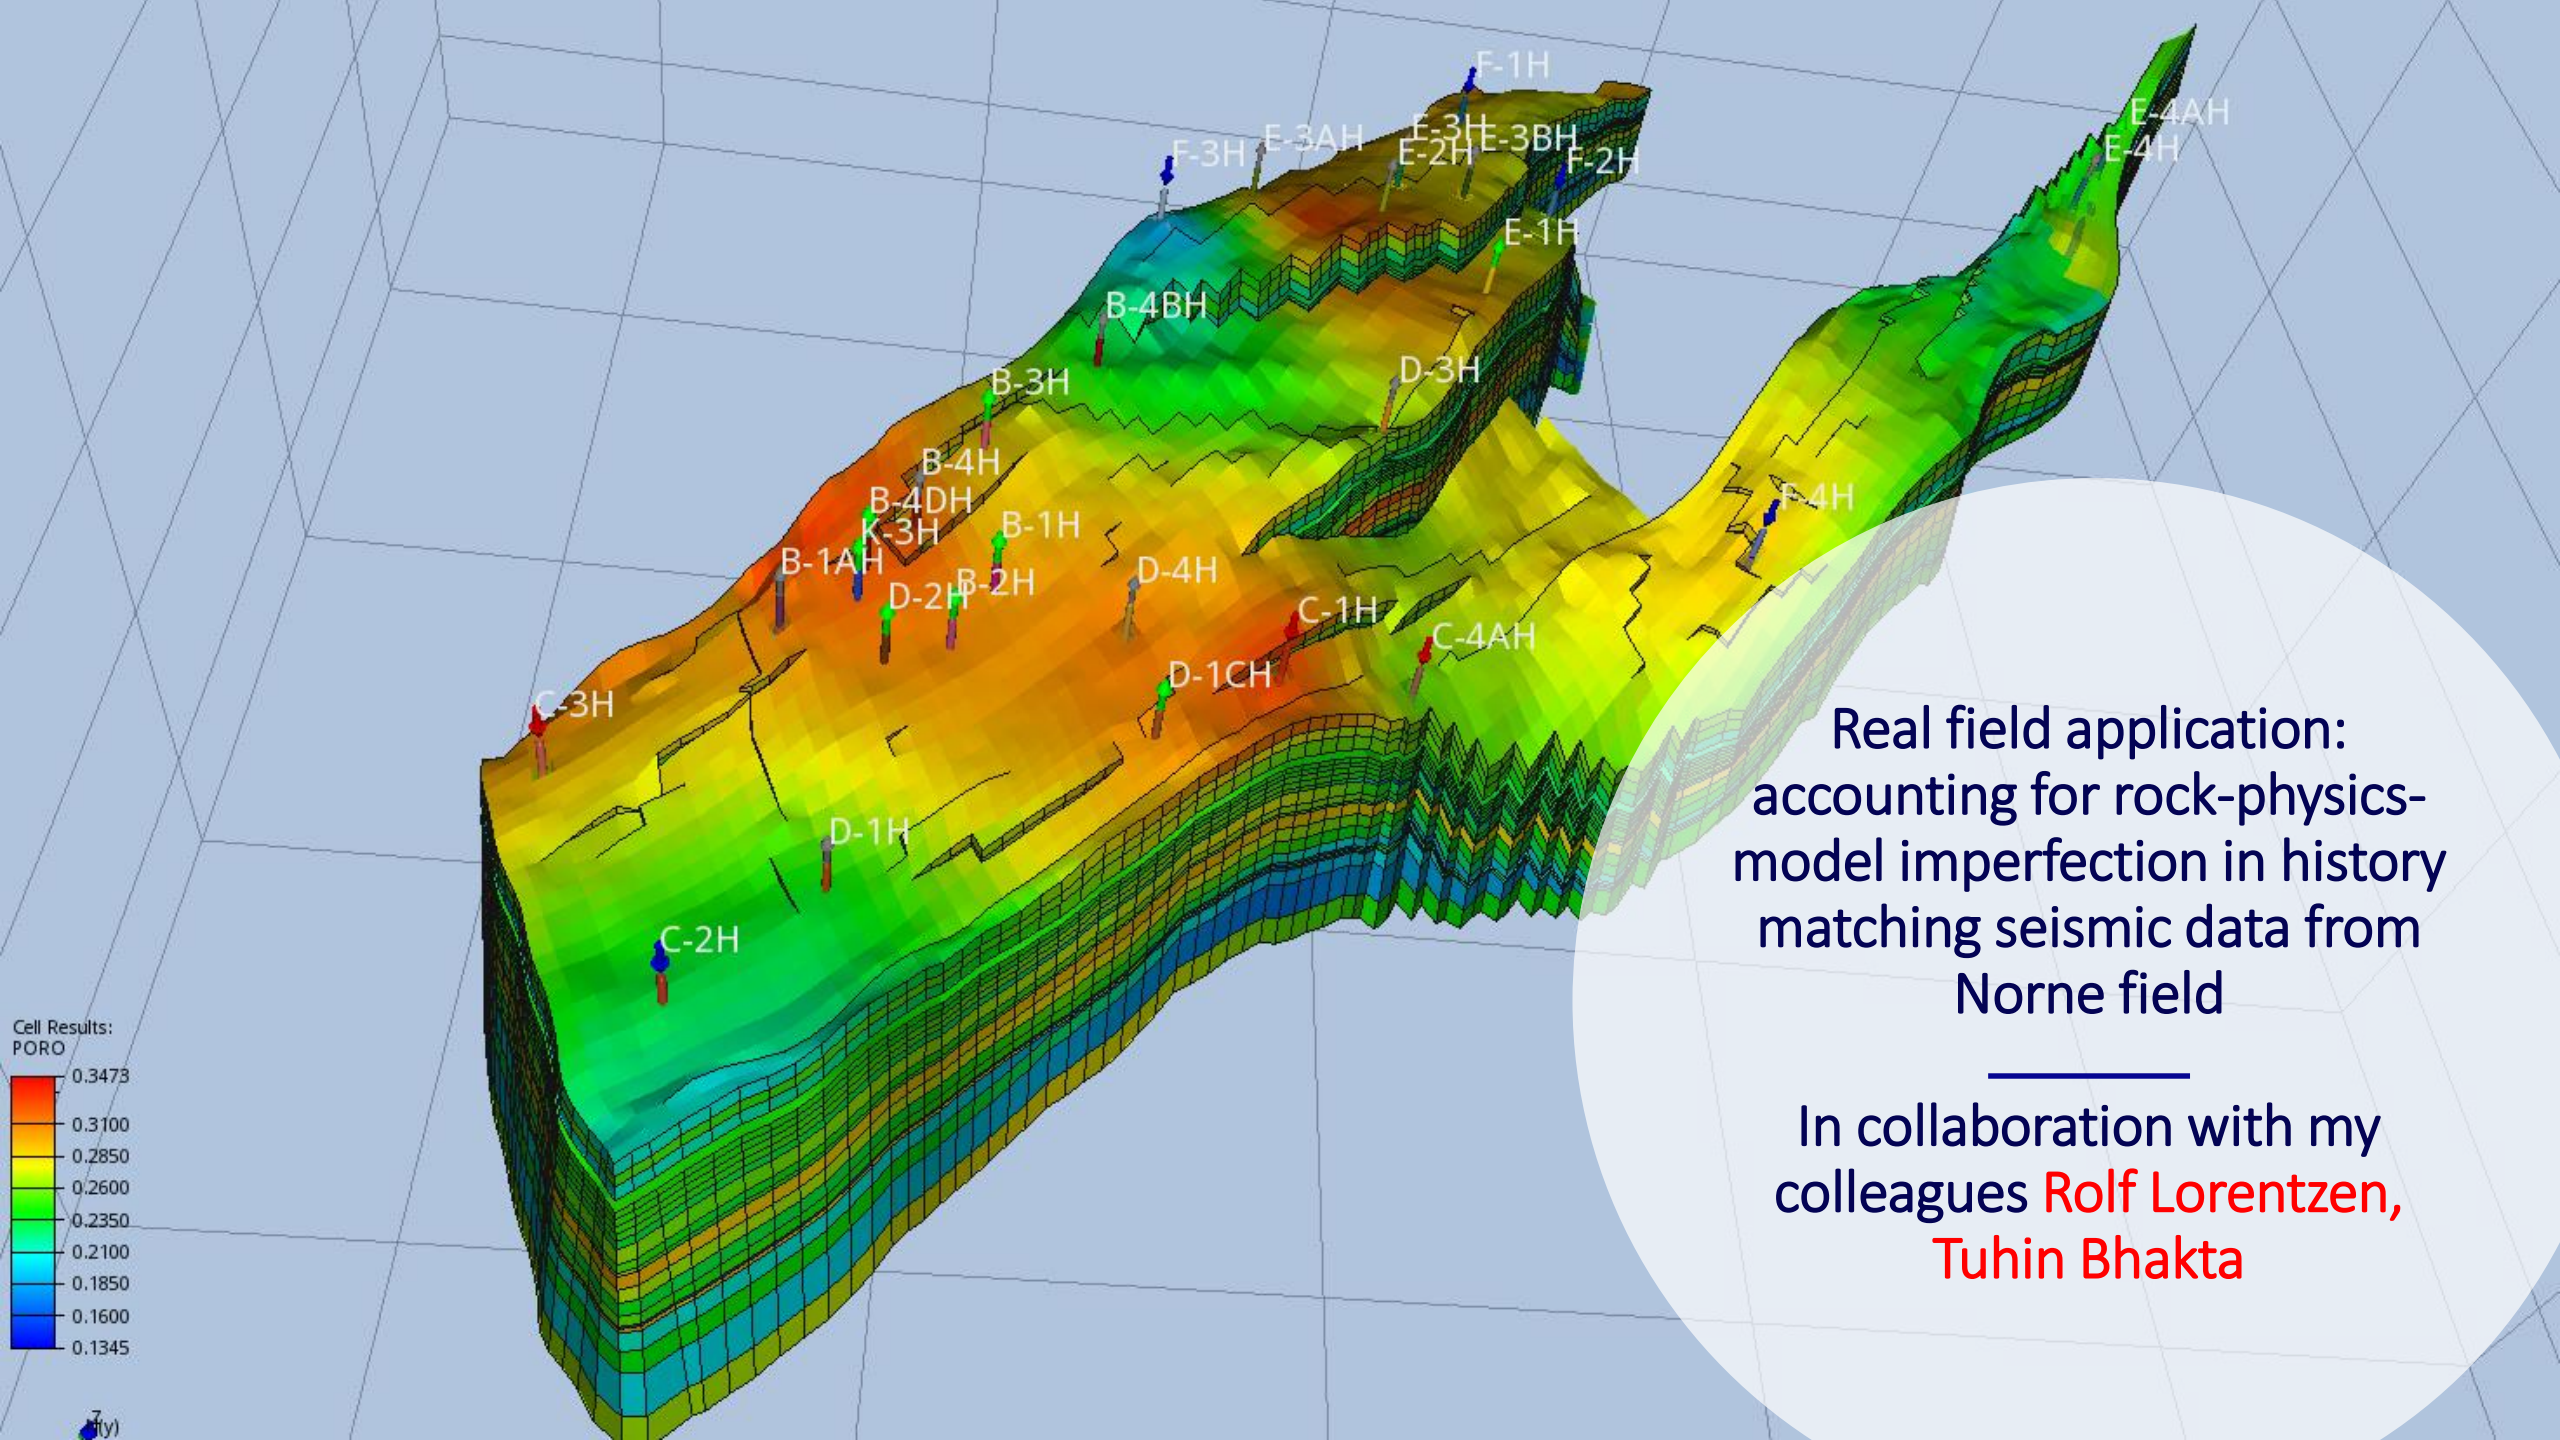 F-1H
E-4AH
E-3H
E-3AH
E-3BH
F-3H
E-2H
F-2H
E-4H
E-1H
B-4BH
D-3H
B-3H
B-4H
B-4DH
F-4H
K-3H
B-1H
B-1AH
D-4H
D-2H
B-2H
C-1H
C-4AH
D-1CH
C-3H
D-1H
C-2H
Real field application:
accounting for rock-physics-
model imperfection in history
matching seismic data from
Norne field
In collaboration with my
colleagues Rolf Lorentzen,
Tuhin Bhakta
Cell Results:
PORO
0.3473
0.3100
0.2850
0.2600
0.2350
0.2100
0.1850
0.1600
0.1345
Z